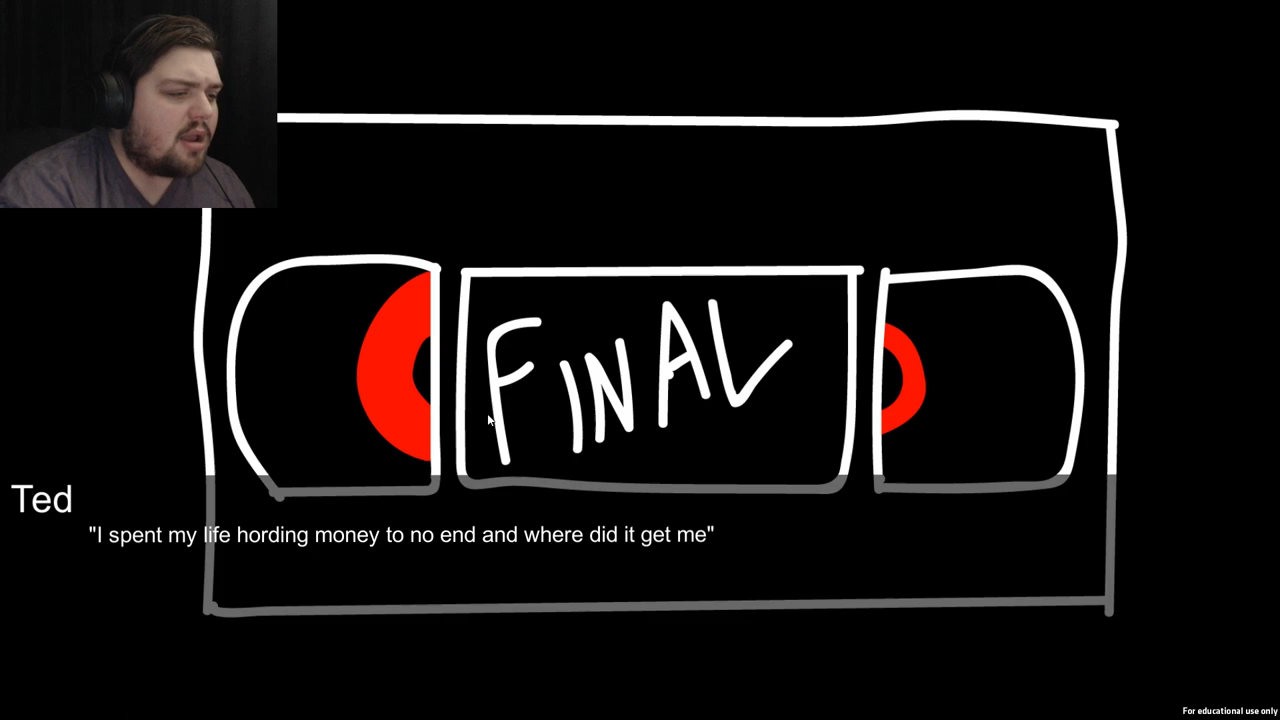 FINAL
Ted
"I spent my life hording money to no end and where did it get me"
For educational use only